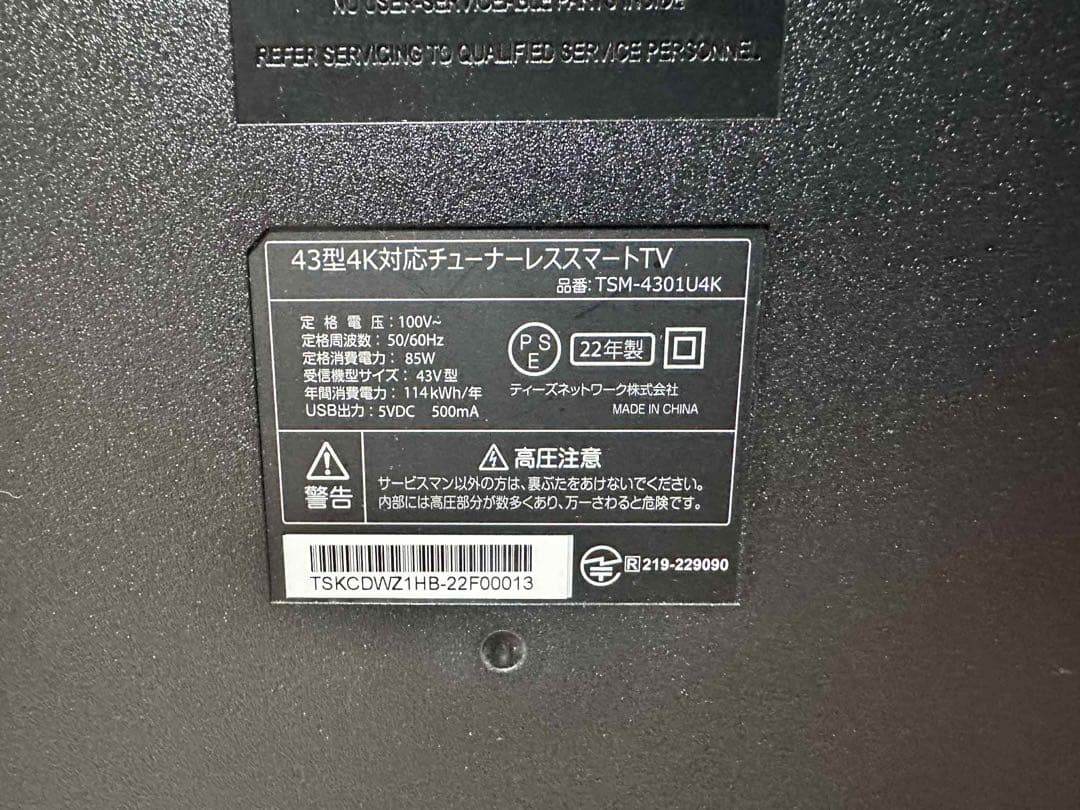 NO USER-SERVICEABLE PARTS INSIDE
REFER SERVICING TO QUALIFIED SERVICE PERSONNEL
43型4K対応チューナーレススマートTV
品番: TSM-4301U4K
定格電圧：100V~
定格周波数：50/60Hz
定格消費電力：85W
受信機型サイズ：43V型
年間消費電力：114kWh/年
USB出力：5VDC 500mA
PSE
22年製
ティーズネットワーク株式会社
MADE IN CHINA
警告
高圧注意
サービスマン以外の方は、裏ぶたをあけないでください。
内部には高圧部分が数多くあり、万一さわると危険です。
TSKCDWZ1HB-22F00013
R 219-229090